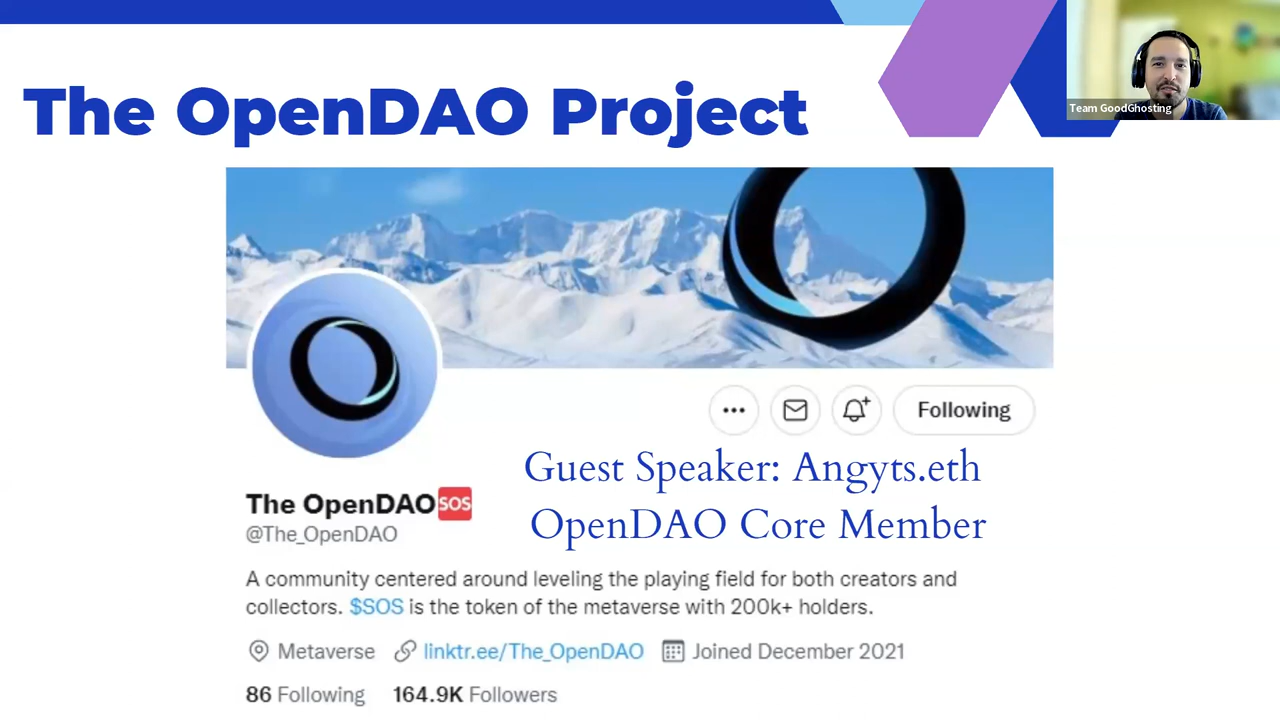 The OpenDAO Project
Team GoodGhosting
Following
Guest Speaker: Angyts.eth
OpenDAO Core Member
The OpenDAO SOS
@The_OpenDAO
A community centered around leveling the playing field for both creators and
collectors. $SOS is the token of the metaverse with 200k+ holders.
Metaverse linktr.ee/The_OpenDAO Joined December 2021
86 Following 164.9K Followers